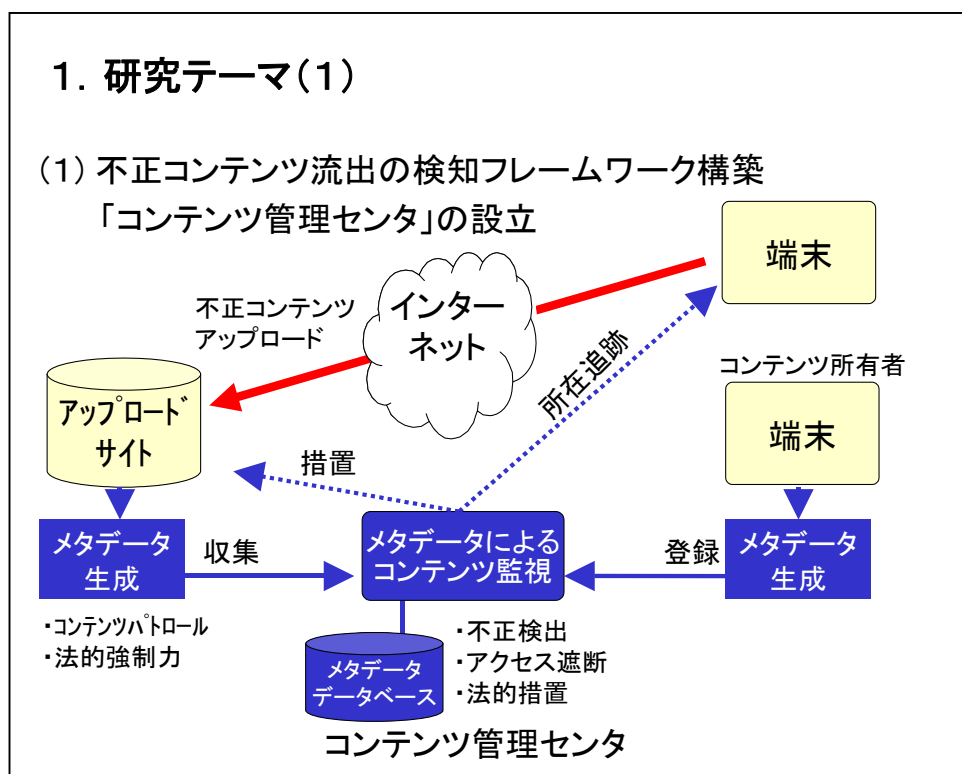 1．研究テーマ（1）
（1）不正コンテンツ流出の検知フレームワーク構築
「コンテンツ管理センタ」の設立
端末
インター
ネット
不正コンテンツ
アップロード
所在追跡
コンテンツ所有者
端末
ｱｯﾌﾟﾛｰﾄﾞ
ｻｲﾄ
措置
メタデータ
生成
収集
メタデータによる
コンテンツ監視
登録
メタデータ
生成
・ｺﾝﾃﾝﾂﾊﾟﾄﾛｰﾙ
・法的強制力
メタデータ
データベース
・不正検出
・アクセス遮断
・法的措置
コンテンツ管理センタ